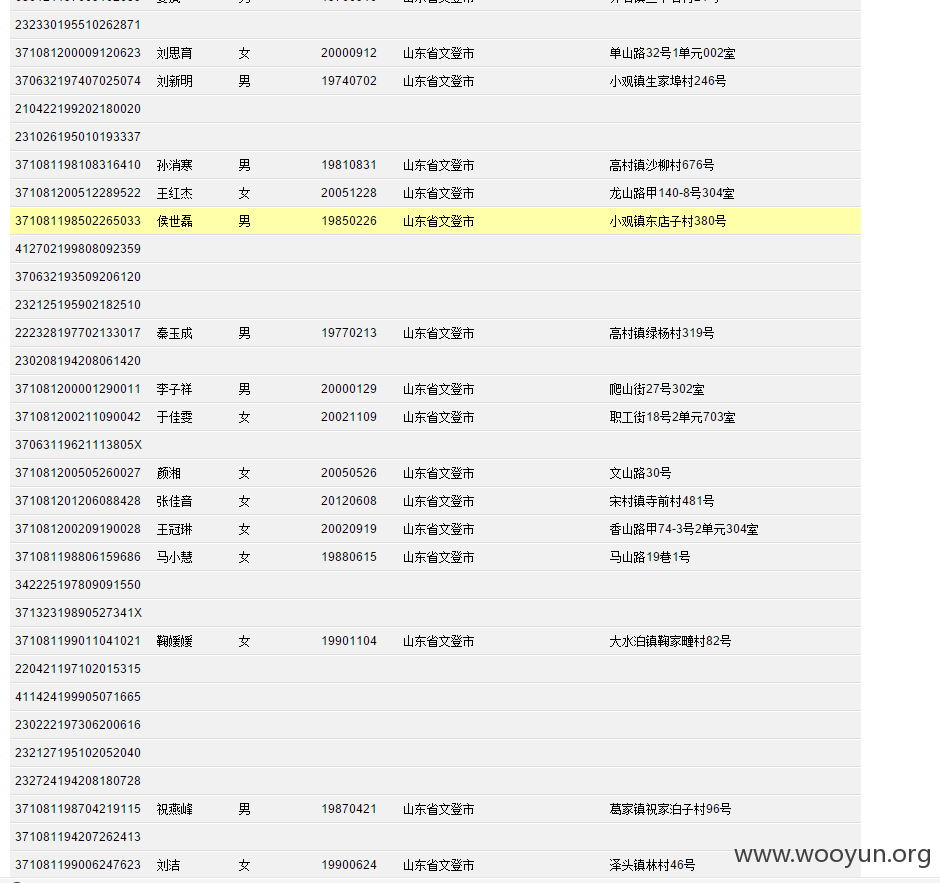 232330195510262871
371081200009120623 刘思育 女 20000912 山东省文登市 单山路32号1单元002室
370632197407025074 刘新明 男 19740702 山东省文登市 小观镇生家埠村246号
210422199202180020
231026195010193337
371081198108316410 孙消寒 男 19810831 山东省文登市 高村镇沙柳村676号
371081200512289522 王红杰 女 20051228 山东省文登市 龙山路甲140-8号304室
371081198502265033 侯世磊 男 19850226 山东省文登市 小观镇东店子村380号
412702199808092359
370632193509206120
232125195902182510
222328197702133017 秦玉成 男 19770213 山东省文登市 高村镇绿杨村319号
230208194208061420
371081200001290011 李子祥 男 20000129 山东省文登市 爬山街27号302室
371081200211090042 于佳雯 女 20021109 山东省文登市 职工街18号2单元703室
37063119621113805X
371081200505260027 颜湘 女 20050526 山东省文登市 文山路30号
371081201206088428 张佳音 女 20120608 山东省文登市 宋村镇寺前村481号
371081200209190028 王冠琳 女 20020919 山东省文登市 香山路甲74-3号2单元304室
371081198806159686 马小慧 女 19880615 山东省文登市 马山路19巷1号
342225197809091550
37132319890527341X
371081199011041021 鞠媛媛 女 19901104 山东省文登市 大水泊镇鞠家疃村82号
220421197102015315
411424199905071665
230222197306200616
232127195102052040
232724194208180728
371081198704219115 祝燕峰 男 19870421 山东省文登市 葛家镇祝家泊子村96号
371081194207262413
371081199006247623 刘洁 女 19900624 山东省文登市 泽头镇林村46号
www.wooyun.org